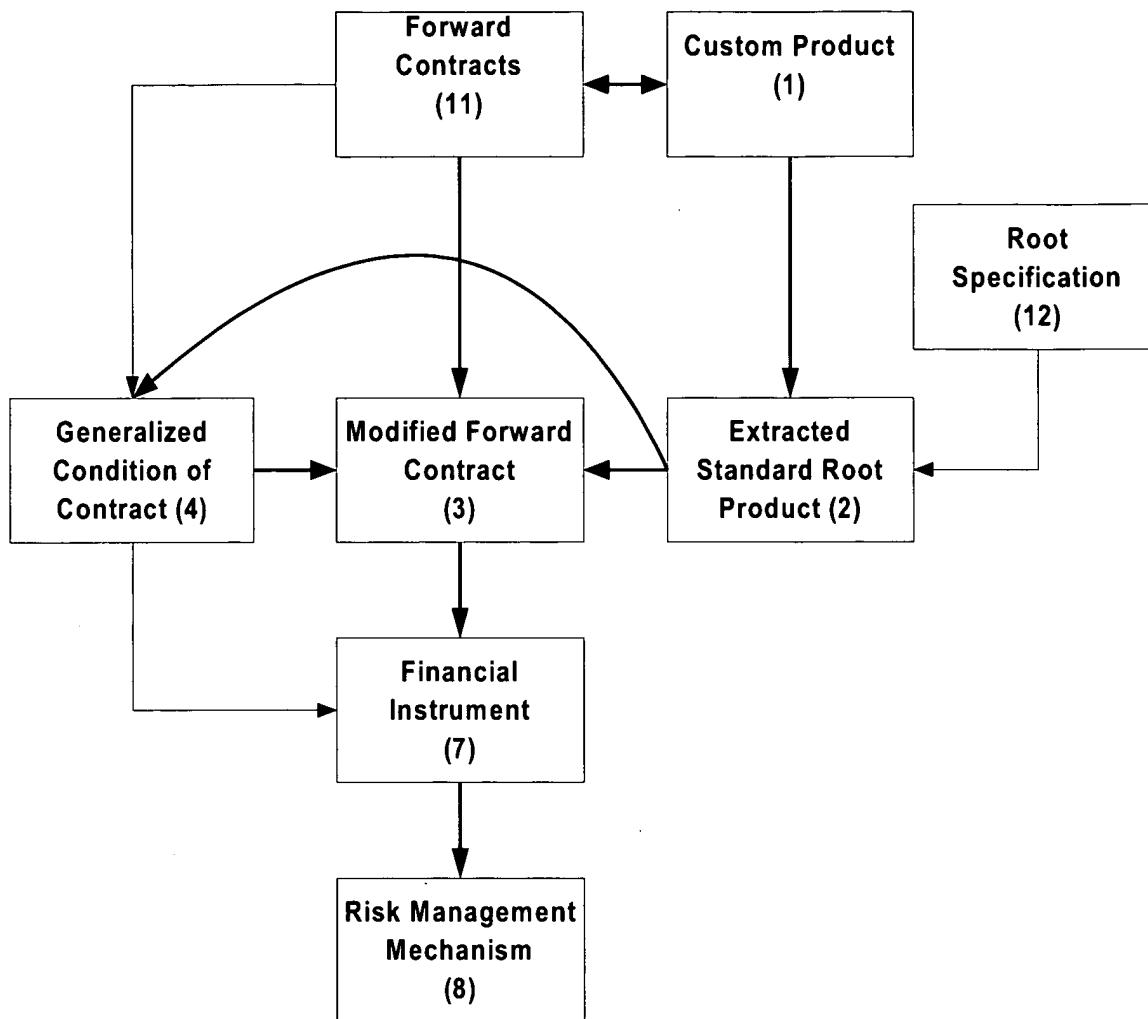 Forward
Contracts
(11)
Custom Product
(1)
Root
Specification
(12)
Generalized
Condition of
Contract (4)
Modified Forward
Contract
(3)
Extracted
Standard Root
Product (2)
Financial
Instrument
(7)
Risk Management
Mechanism
(8)